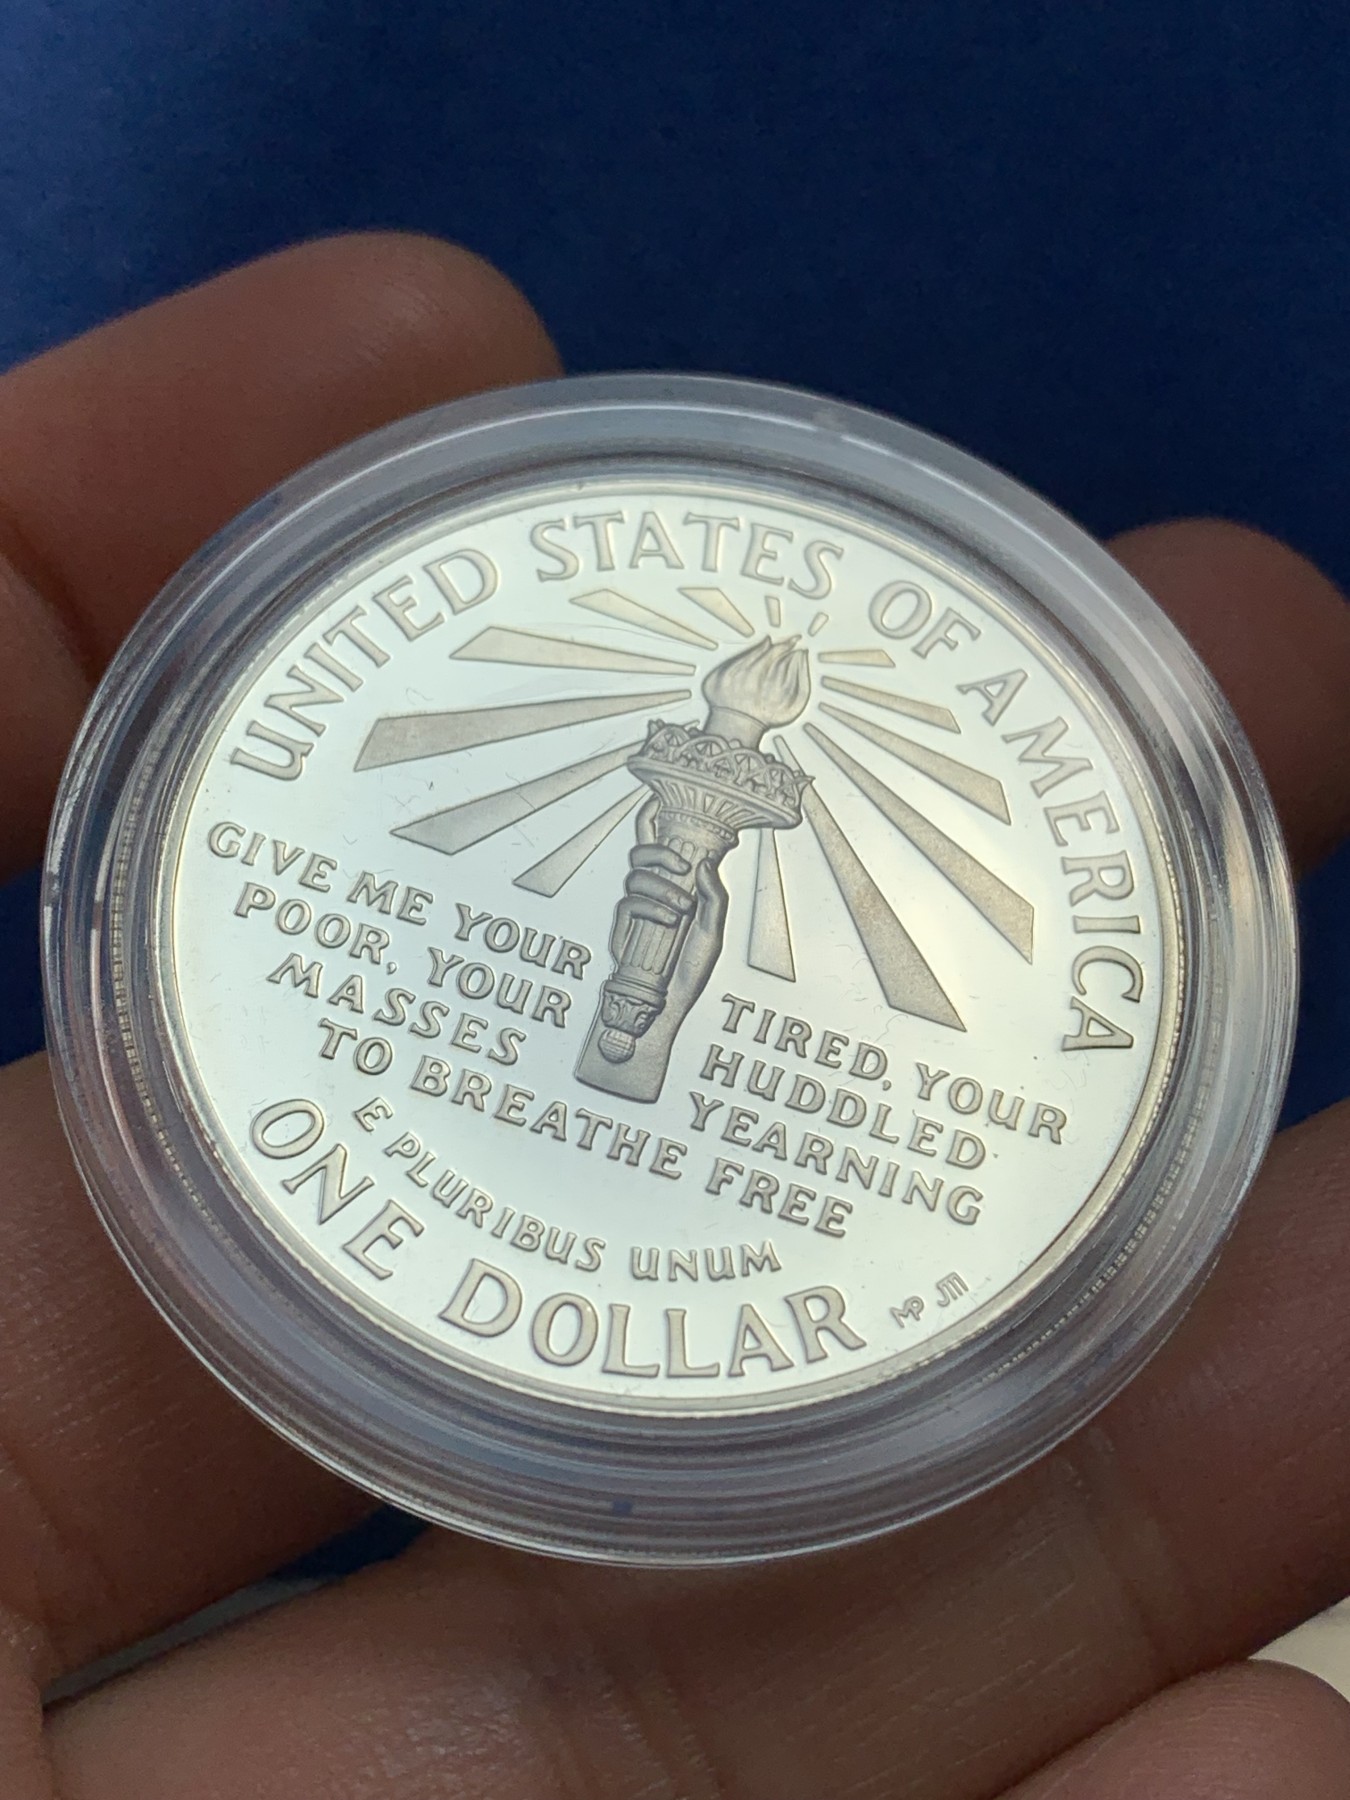 UNITED STATES OF AMERICA
GIVE ME YOUR TIRED, YOUR
POOR, YOUR HUDDLED
MASSES YEARNING
TO BREATHE FREE
E PLURIBUS UNUM
ONE DOLLAR
MP JM